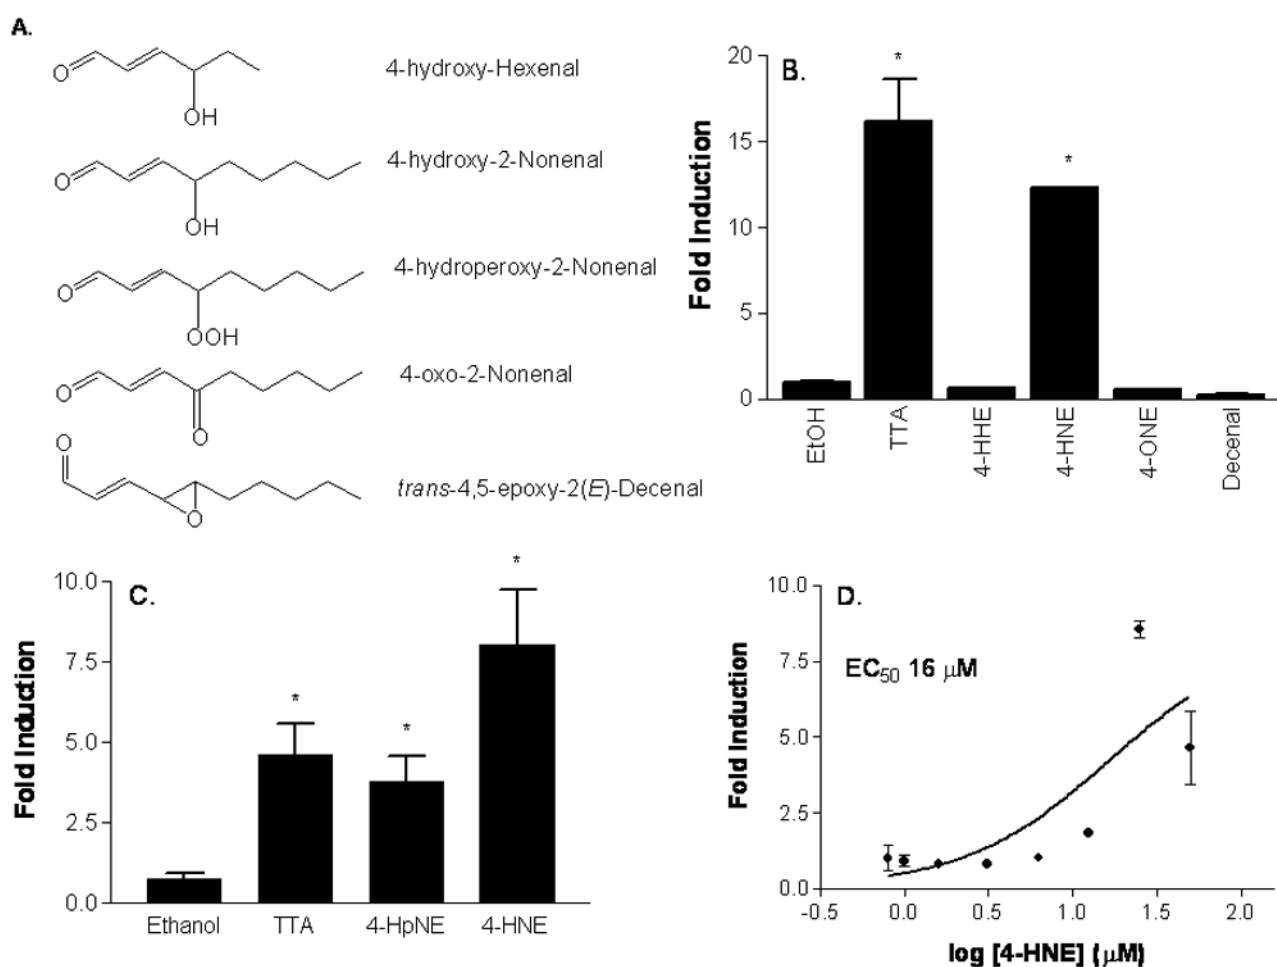 A.
O
OH
4-hydroxy-Hexenal
O
OH
4-hydroxy-2-Nonenal
O
OOH
4-hydroperoxy-2-Nonenal
O
O
4-oxo-2-Nonenal
O
O
trans-4,5-epoxy-2(E)-Decenal
B.
Fold Induction
20
15
10
5
0
*
*
EtOH
TTA
4-HHE
4-HNE
4-ONE
Decenal
C.
Fold Induction
10.0
7.5
5.0
2.5
0.0
*
*
*
Ethanol
TTA
4-HpNE
4-HNE
D.
EC50 16 μM
Fold Induction
10.0
7.5
5.0
2.5
0.0
-0.5
0.0
0.5
1.0
1.5
2.0
log [4-HNE] (μM)